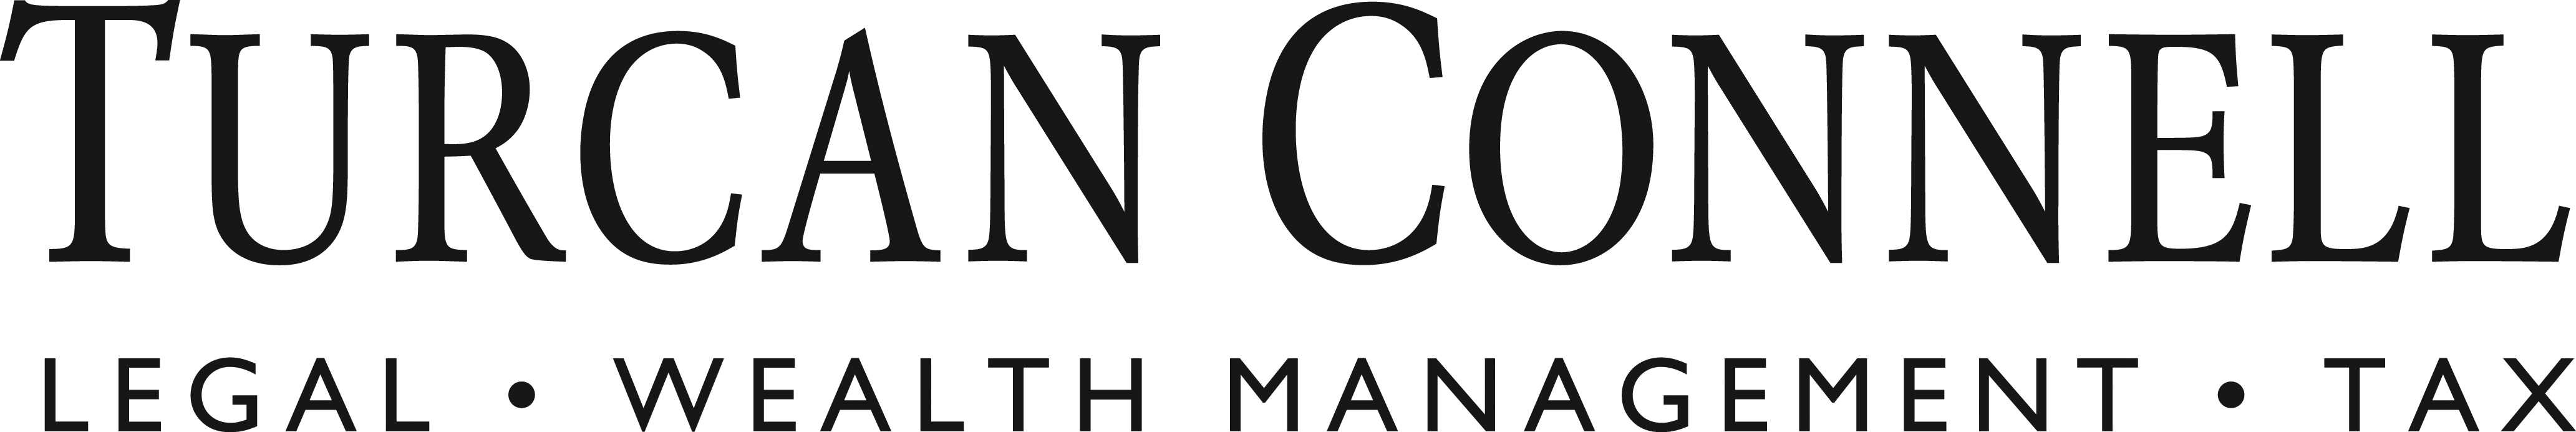 TURCAN CONNELL
LEGAL • WEALTH MANAGEMENT • TAX